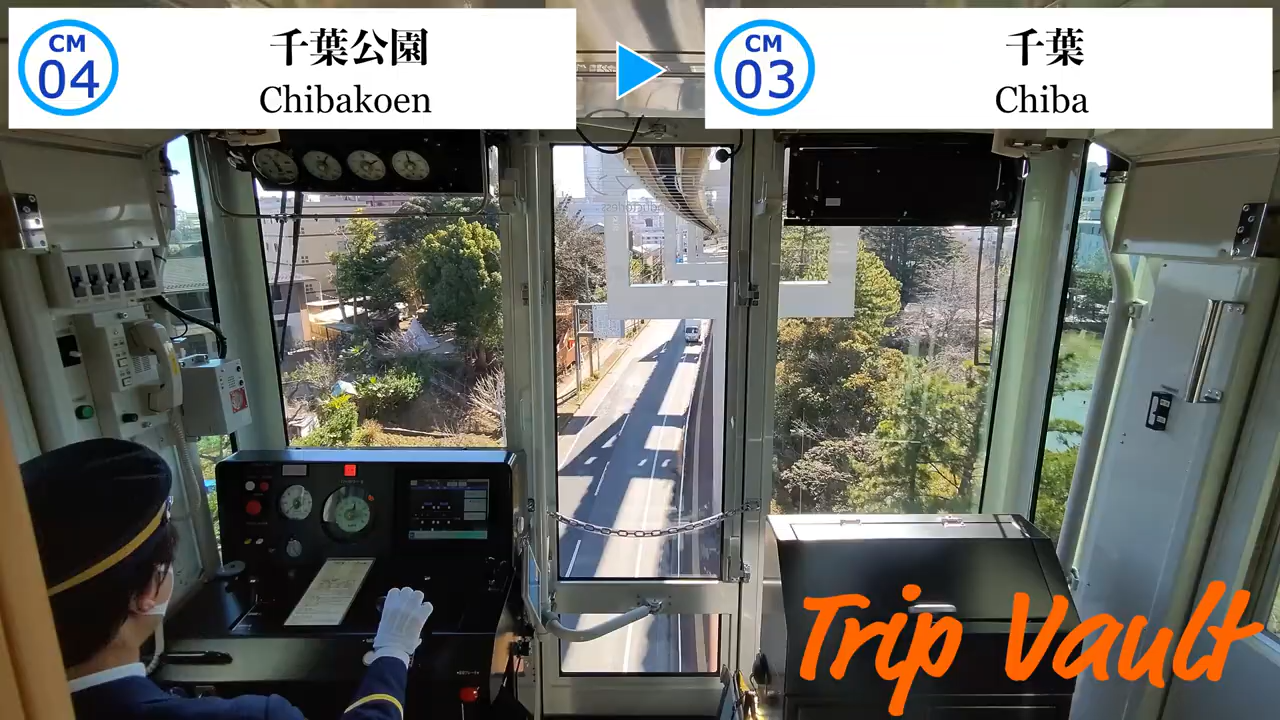 CM
04
千葉公園
Chibakoen
CM
03
千葉
Chiba
Trip Vault